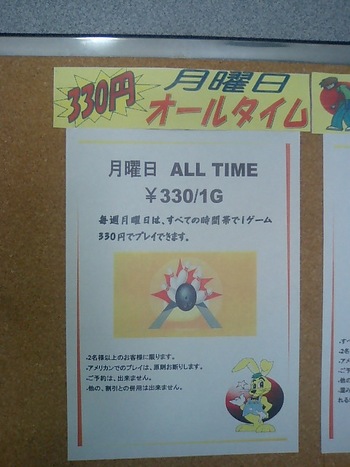 330円
月曜日
オールタイム
月曜日 ALL TIME
￥330/1G
毎週月曜日は、すべての時間帯で1ゲーム
330円でプレイできます。
・2名様以上のお客様に限ります。
・アメリカンでのプレイは、原則お断りします。
・ご予約は、出来ません。
・他の、割引との併用は出来ません。